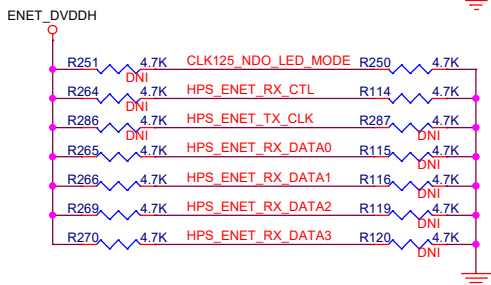 ENET_DVDDH
R251 4.7K CLK125_NDO_LED_MODE R250 4.7K
DNI
R264 4.7K HPS_ENET_RX_CTL R114 4.7K
DNI
R286 4.7K HPS_ENET_TX_CLK R287 4.7K
DNI DNI
R265 4.7K HPS_ENET_RX_DATA0 R115 4.7K
DNI
R266 4.7K HPS_ENET_RX_DATA1 R116 4.7K
DNI
R269 4.7K HPS_ENET_RX_DATA2 R119 4.7K
DNI
R270 4.7K HPS_ENET_RX_DATA3 R120 4.7K
DNI